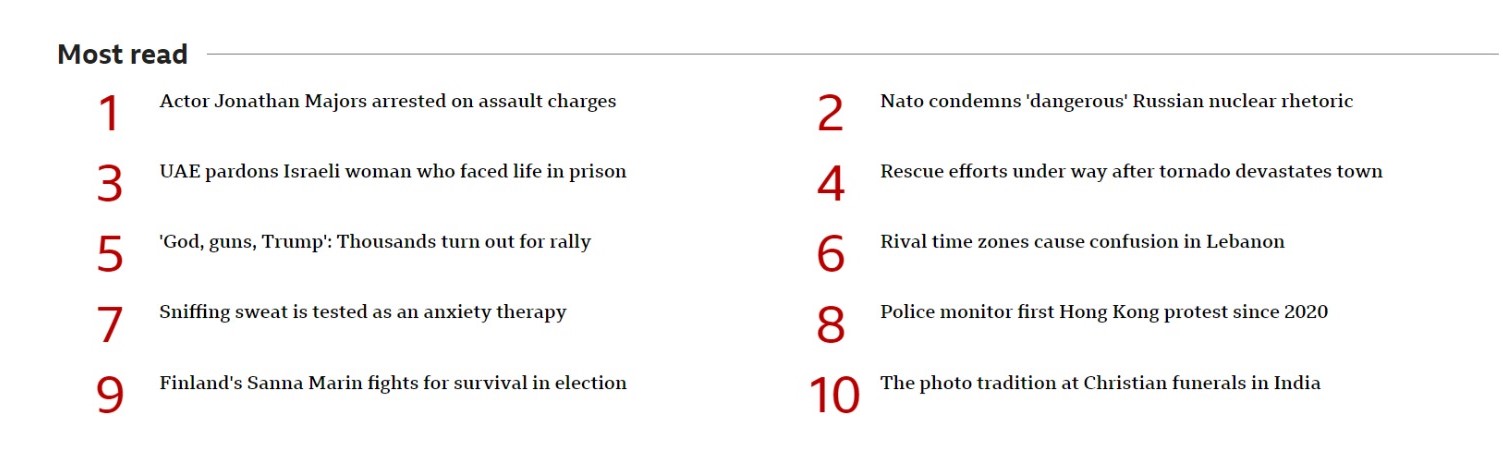 Most read
1 Actor Jonathan Majors arrested on assault charges
2 Nato condemns 'dangerous' Russian nuclear rhetoric
3 UAE pardons Israeli woman who faced life in prison
4 Rescue efforts under way after tornado devastates town
5 'God, guns, Trump': Thousands turn out for rally
6 Rival time zones cause confusion in Lebanon
7 Sniffing sweat is tested as an anxiety therapy
8 Police monitor first Hong Kong protest since 2020
9 Finland's Sanna Marin fights for survival in election
10 The photo tradition at Christian funerals in India